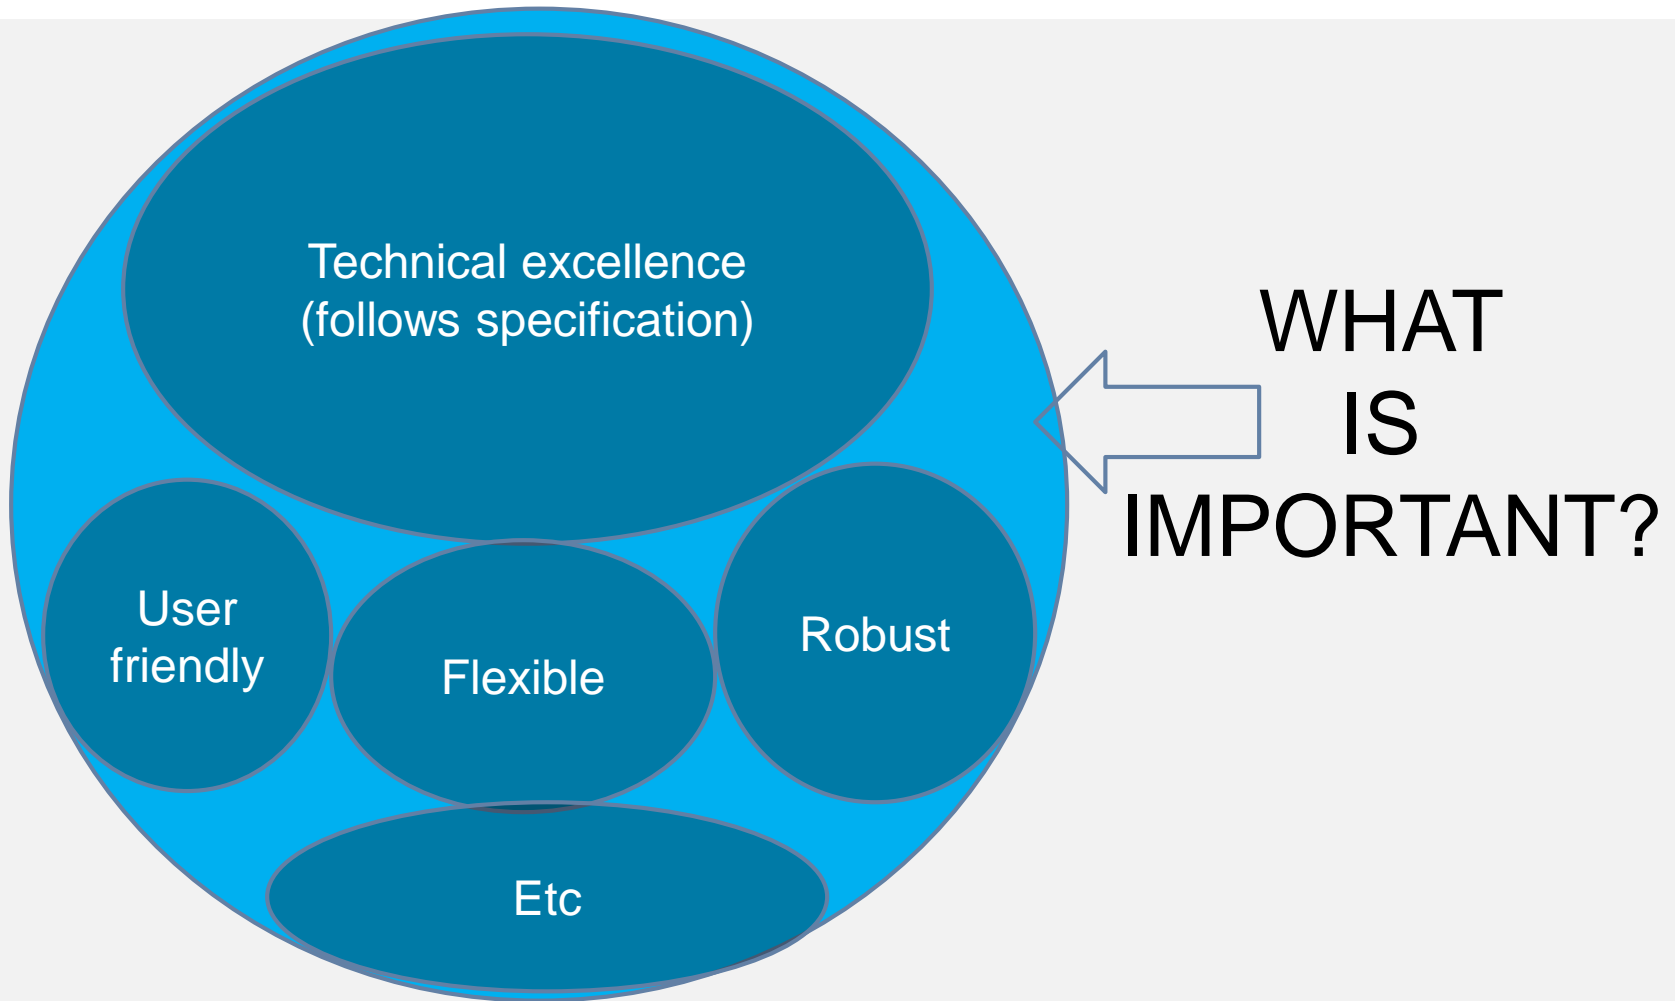 Technical excellence
(follows specification)
WHAT
IS
IMPORTANT?
User
friendly
Flexible
Robust
Etc